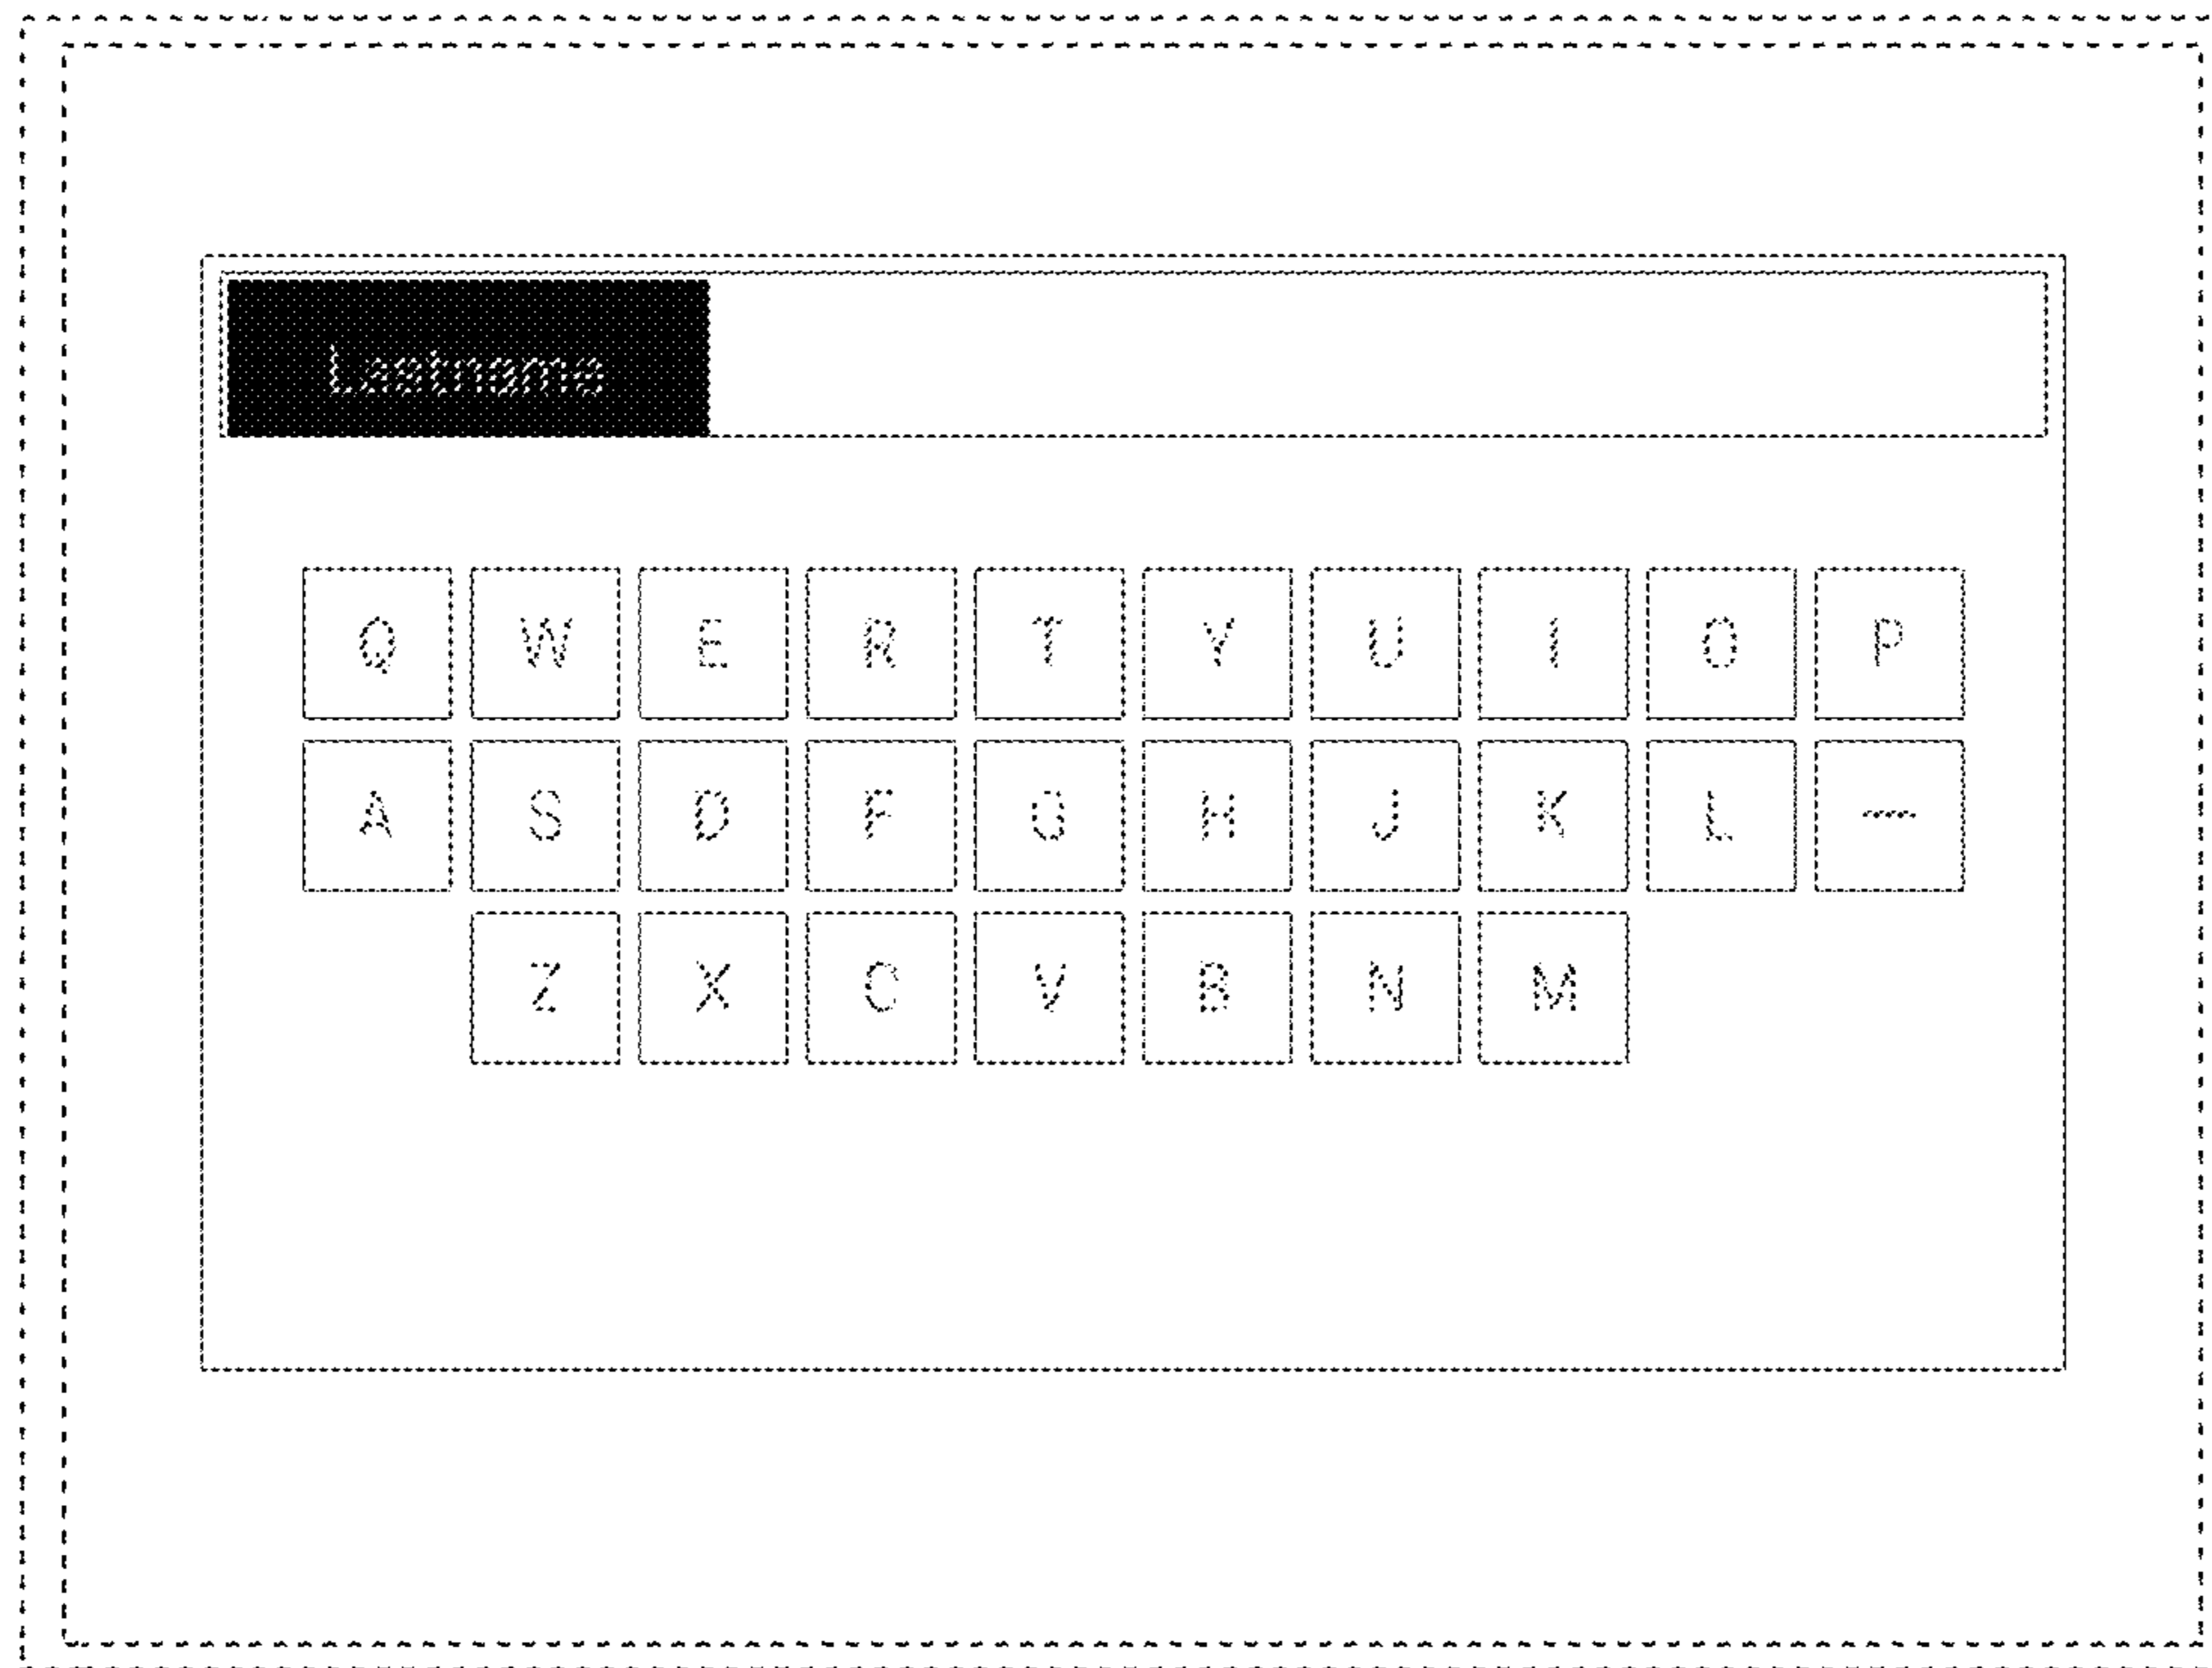 Lastname
Q W E R T Y U I O P
A S D F G H J K L —
Z X C V B N M